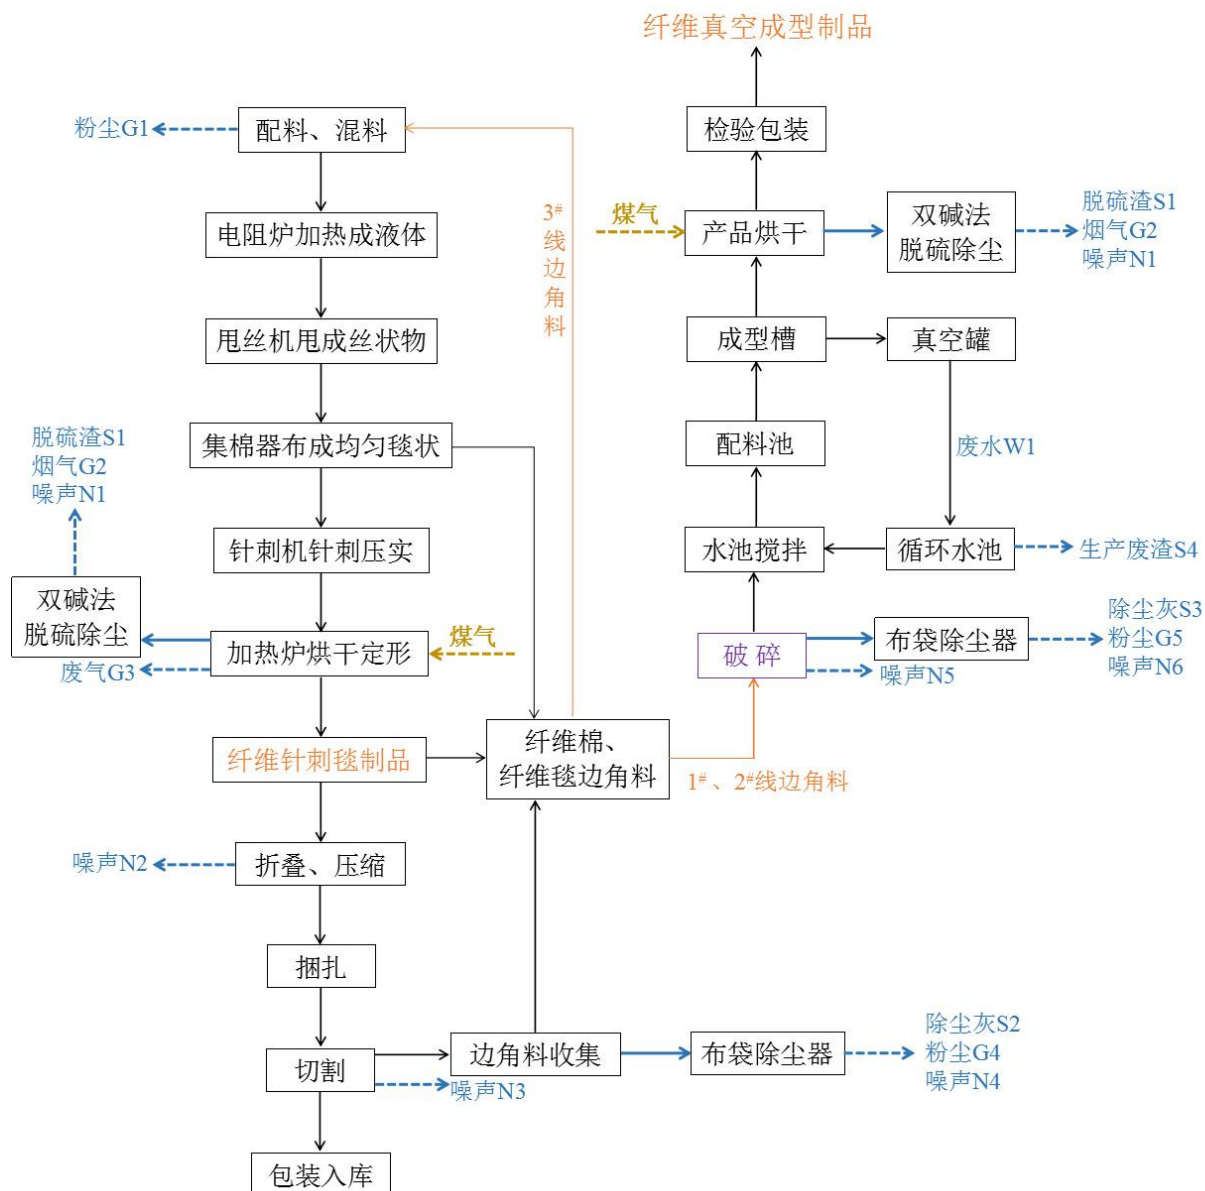 纤维真空成型制品
粉尘G1
配料、混料
检验包装
3#线边角料
煤气
产品烘干
双碱法
脱硫除尘
脱硫渣S1
烟气G2
噪声N1
电阻炉加热成液体
甩丝机甩成丝状物
成型槽
真空罐
脱硫渣S1
烟气G2
噪声N1
集棉器布成均匀毯状
配料池
废水W1
针刺机针刺压实
水池搅拌
循环水池
生产废渣S4
双碱法
脱硫除尘
加热炉烘干定形
煤气
废气G3
破碎
布袋除尘器
除尘灰S3
粉尘G5
噪声N6
噪声N5
纤维针刺毯制品
纤维棉、
纤维毯边角料
1#、2#线边角料
噪声N2
折叠、压缩
捆扎
切割
噪声N3
边角料收集
布袋除尘器
除尘灰S2
粉尘G4
噪声N4
包装入库